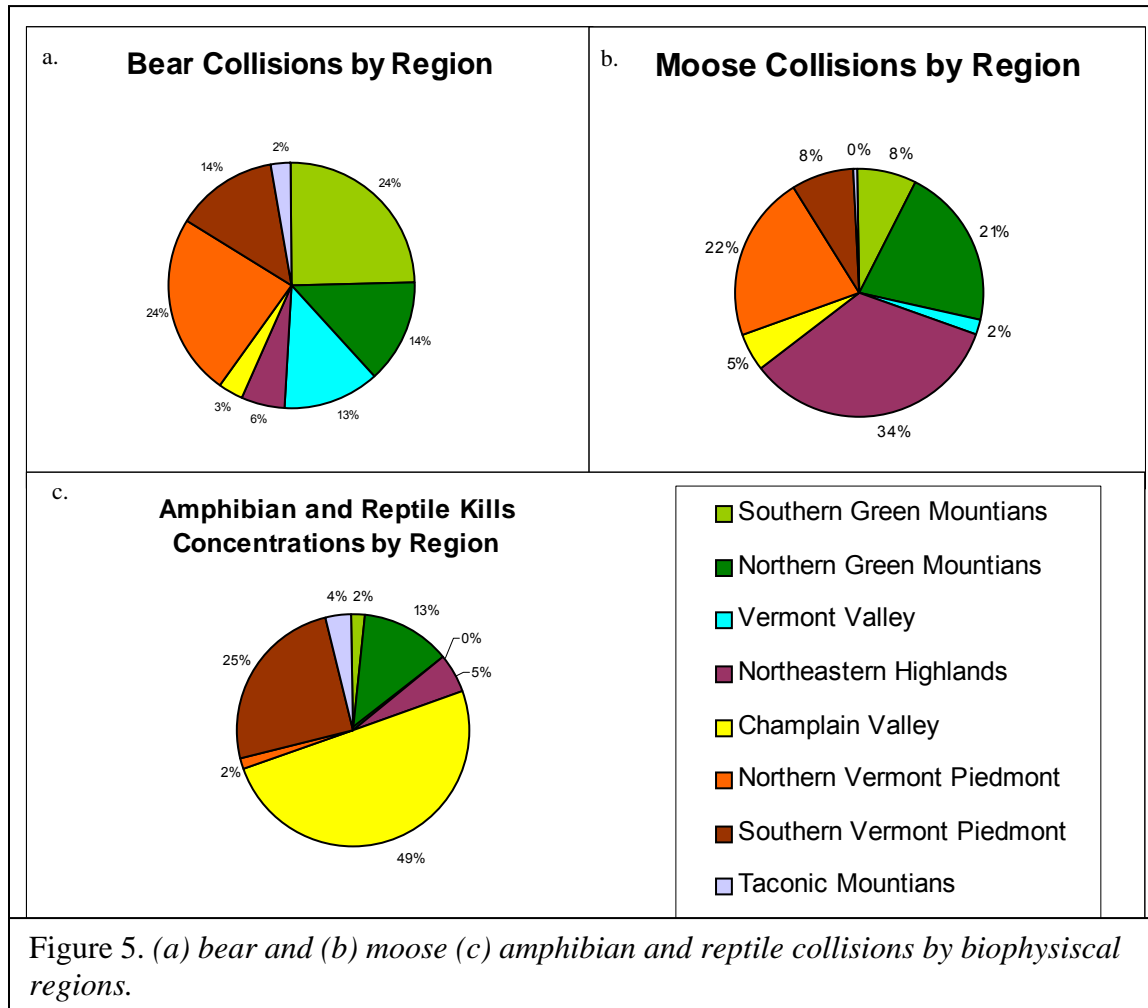 a.
Bear Collisions by Region
2%
24%
14%
13%
6%
3%
24%
14%
b.
Moose Collisions by Region
0%
8%
21%
2%
34%
5%
22%
8%
c.
Amphibian and Reptile Kills
Concentrations by Region
4%
2%
13%
0%
5%
49%
2%
25%
Southern Green Mountians
Northern Green Mountians
Vermont Valley
Northeastern Highlands
Champlain Valley
Northern Vermont Piedmont
Southern Vermont Piedmont
Taconic Mountians
Figure 5. (a) bear and (b) moose (c) amphibian and reptile collisions by biophysiscal
regions.